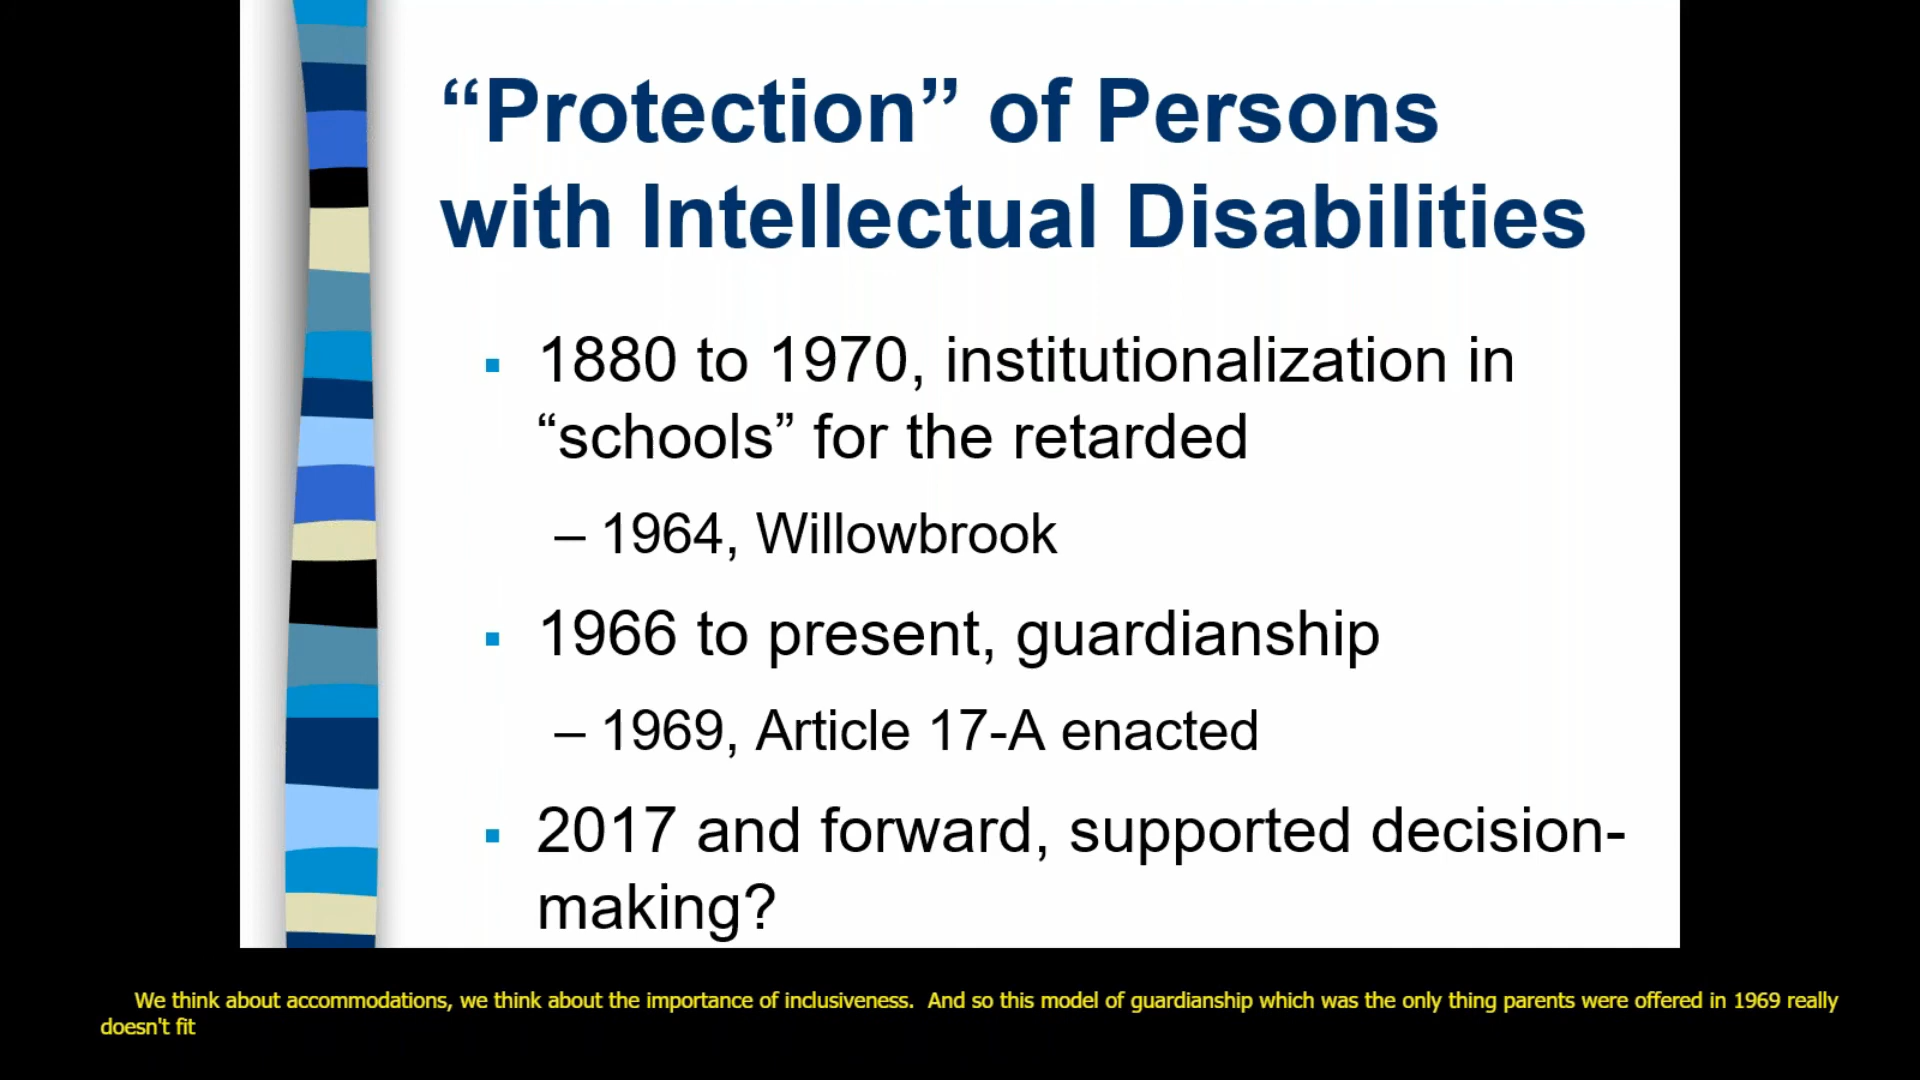 “Protection” of Persons
with Intellectual Disabilities
▪ 1880 to 1970, institutionalization in
“schools” for the retarded
– 1964, Willowbrook
▪ 1966 to present, guardianship
– 1969, Article 17-A enacted
▪ 2017 and forward, supported decision-
making?
We think about accommodations, we think about the importance of inclusiveness.  And so this model of guardianship which was the only thing parents were offered in 1969 really
doesn't fit